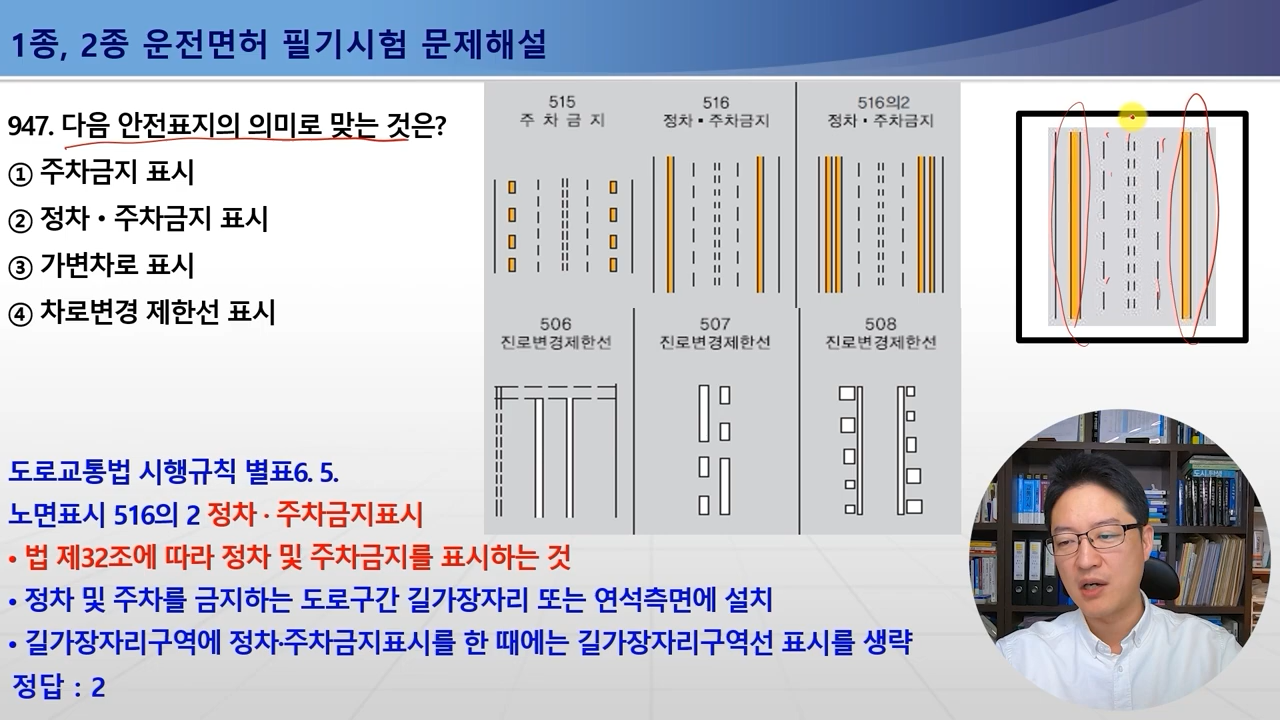 1종, 2종 운전면허 필기시험 문제해설
947. 다음 안전표지의 의미로 맞는 것은?
① 주차금지 표시
② 정차・주차금지 표시
③ 가변차로 표시
④ 차로변경 제한선 표시
515
주 차 금 지
516
정차▪주차금지
516의2
정차▪주차금지
506
진로변경제한선
507
진로변경제한선
508
진로변경제한선
도로교통법 시행규칙 별표6. 5.
노면표시 516의 2 정차 · 주차금지표시
• 법 제32조에 따라 정차 및 주차금지를 표시하는 것
• 정차 및 주차를 금지하는 도로구간 길가장자리 또는 연석측면에 설치
• 길가장자리구역에 정차·주차금지표시를 한 때에는 길가장자리구역선 표시를 생략
정답 : 2